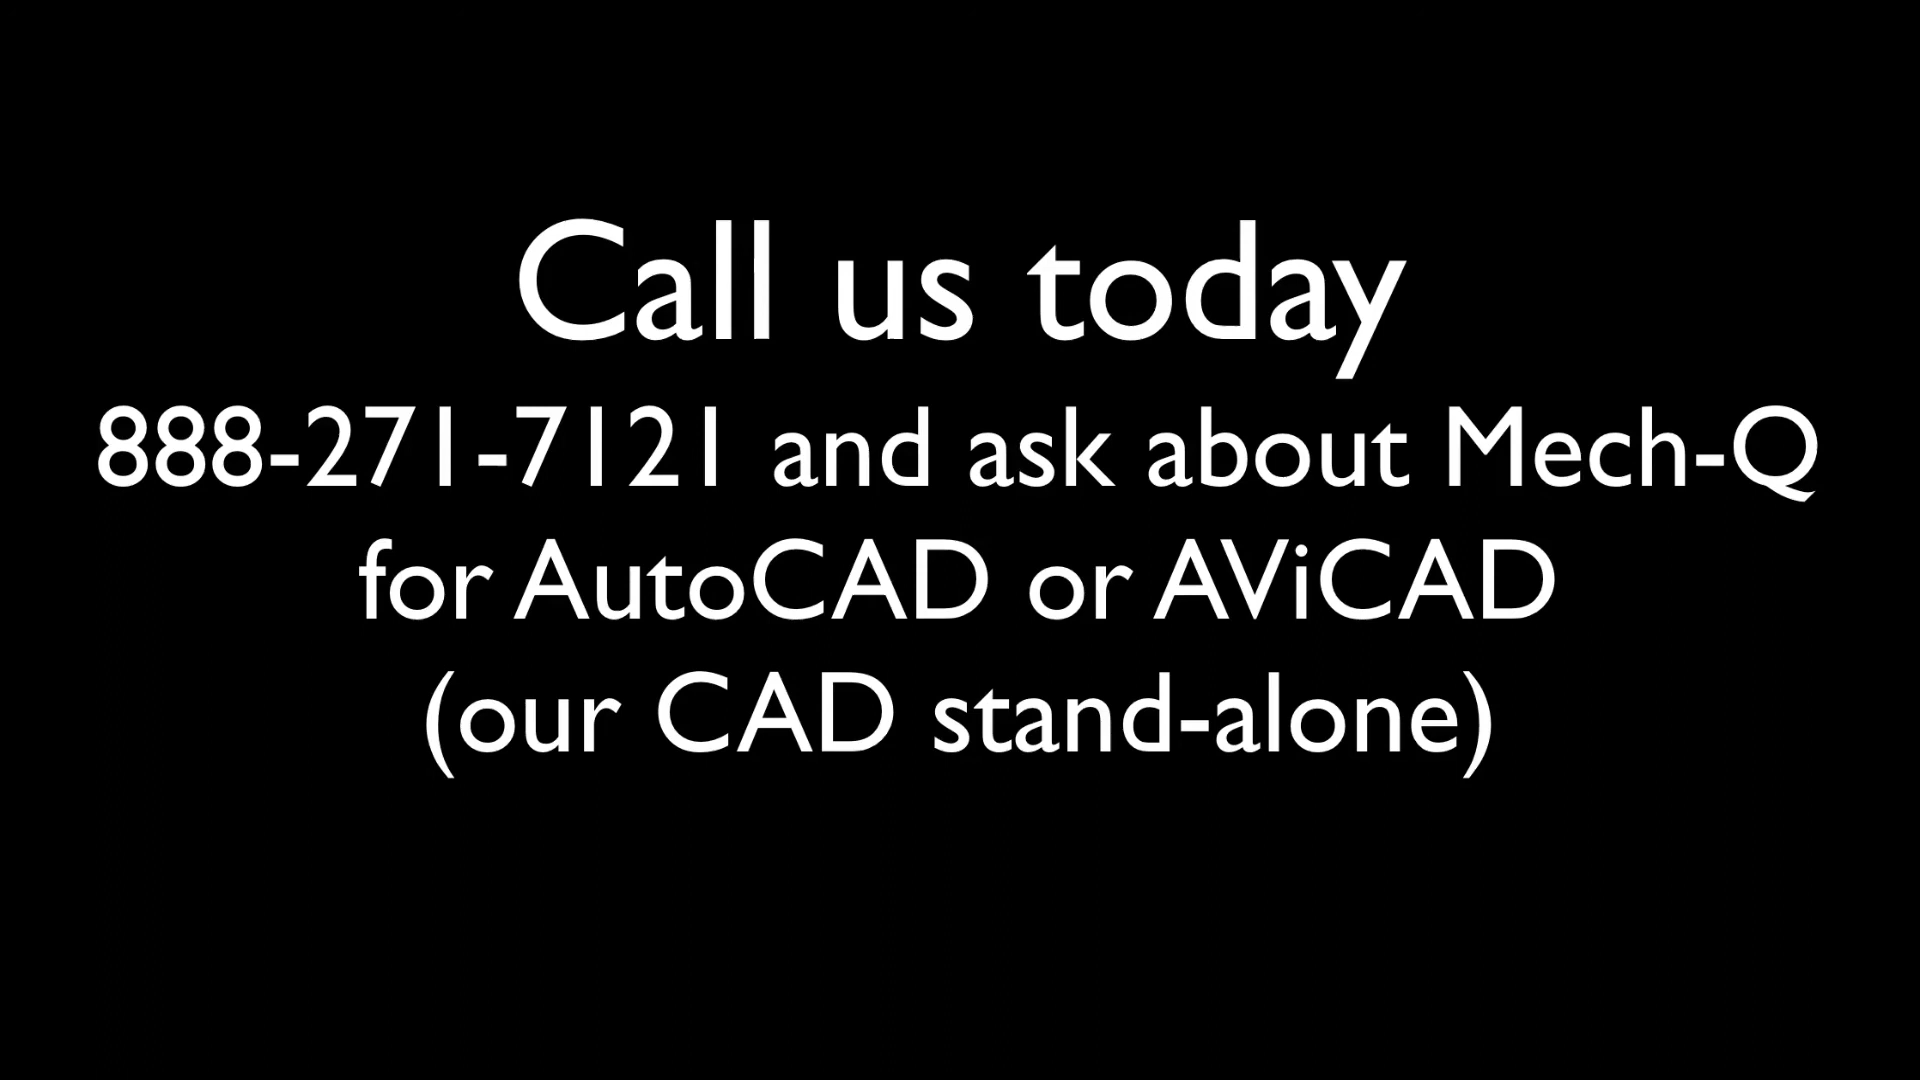 Call us today
888-271-7121 and ask about Mech-Q
for AutoCAD or AViCAD
(our CAD stand-alone)